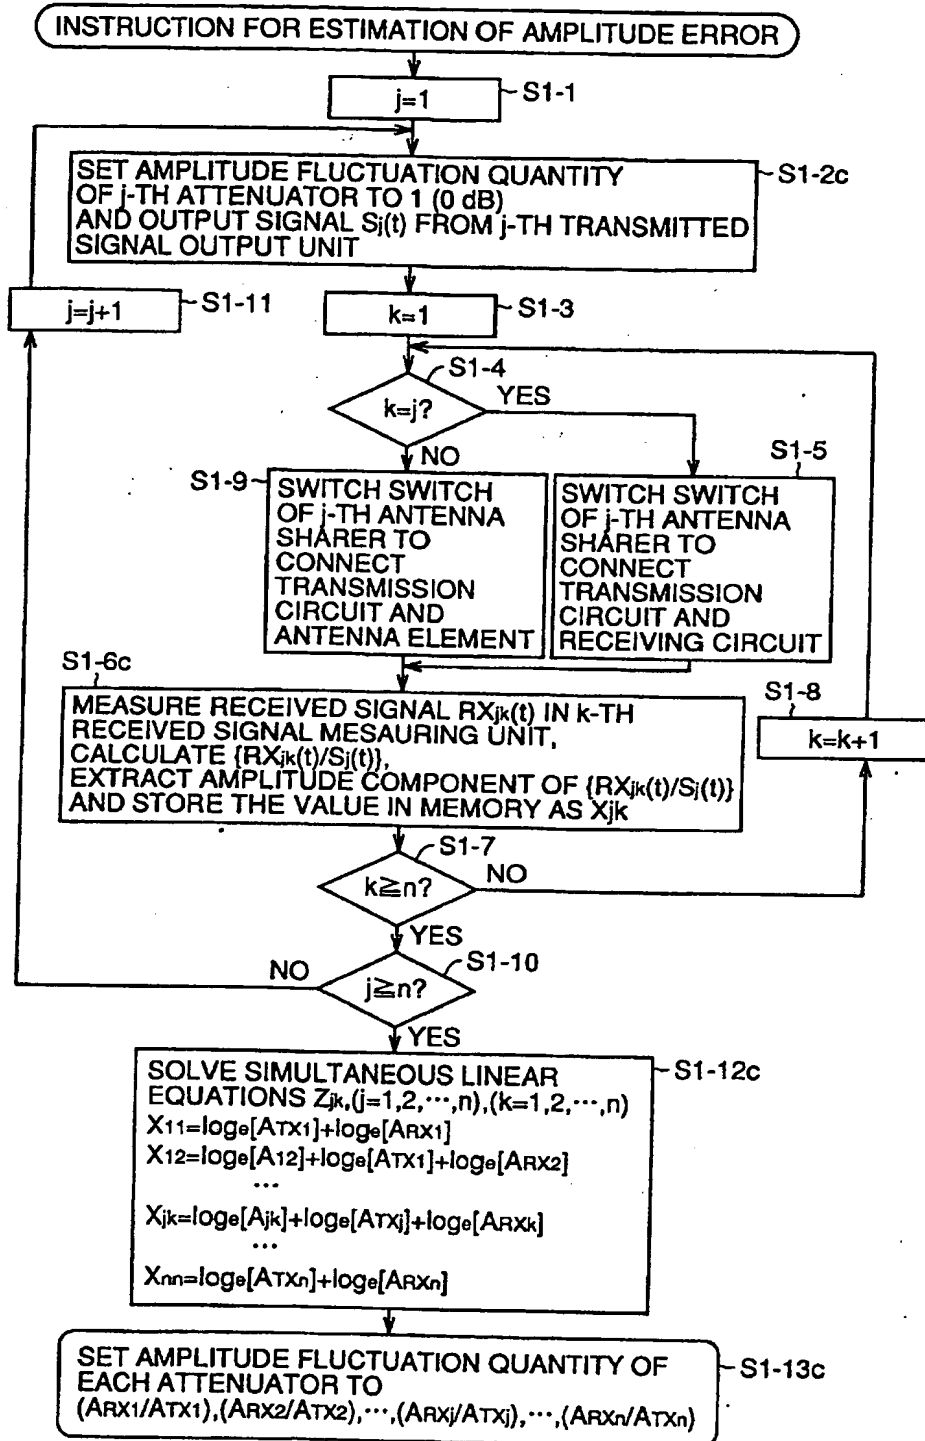 INSTRUCTION FOR ESTIMATION OF AMPLITUDE ERROR
j=1
S1-1
SET AMPLITUDE FLUCTUATION QUANTITY
OF j-TH ATTENUATOR TO 1 (0 dB)
AND OUTPUT SIGNAL Sj(t) FROM j-TH TRANSMITTED
SIGNAL OUTPUT UNIT
S1-2c
j=j+1
S1-11
k=1
S1-3
S1-4
k=j?
YES
NO
S1-9
SWITCH SWITCH
OF j-TH ANTENNA
SHARER TO
CONNECT
TRANSMISSION
CIRCUIT AND
ANTENNA ELEMENT
S1-5
SWITCH SWITCH
OF j-TH ANTENNA
SHARER TO
CONNECT
TRANSMISSION
CIRCUIT AND
RECEIVING CIRCUIT
S1-6c
MEASURE RECEIVED SIGNAL RXjk(t) IN k-TH
RECEIVED SIGNAL MESAURING UNIT,
CALCULATE {RXjk(t)/Sj(t)},
EXTRACT AMPLITUDE COMPONENT OF {RXjk(t)/Sj(t)}
AND STORE THE VALUE IN MEMORY AS Xjk
S1-8
k=k+1
S1-7
k≧n?
NO
YES
S1-10
j≧n?
NO
YES
SOLVE SIMULTANEOUS LINEAR
EQUATIONS Zjk,(j=1,2,⋯,n),(k=1,2,⋯,n)
X11=loge[ATX1]+loge[ARX1]
X12=loge[A12]+loge[ATX1]+loge[ARX2]
⋯
Xjk=loge[Ajk]+loge[ATXj]+loge[ARXk]
⋯
Xnn=loge[ATXn]+loge[ARXn]
S1-12c
SET AMPLITUDE FLUCTUATION QUANTITY OF
EACH ATTENUATOR TO
(ARX1/ATX1),(ARX2/ATX2),⋯,(ARXj/ATXj),⋯,(ARXn/ATXn)
S1-13c